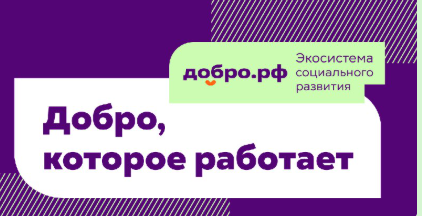 добро.рф
Экосистема
социального
развития
Добро,
которое работает